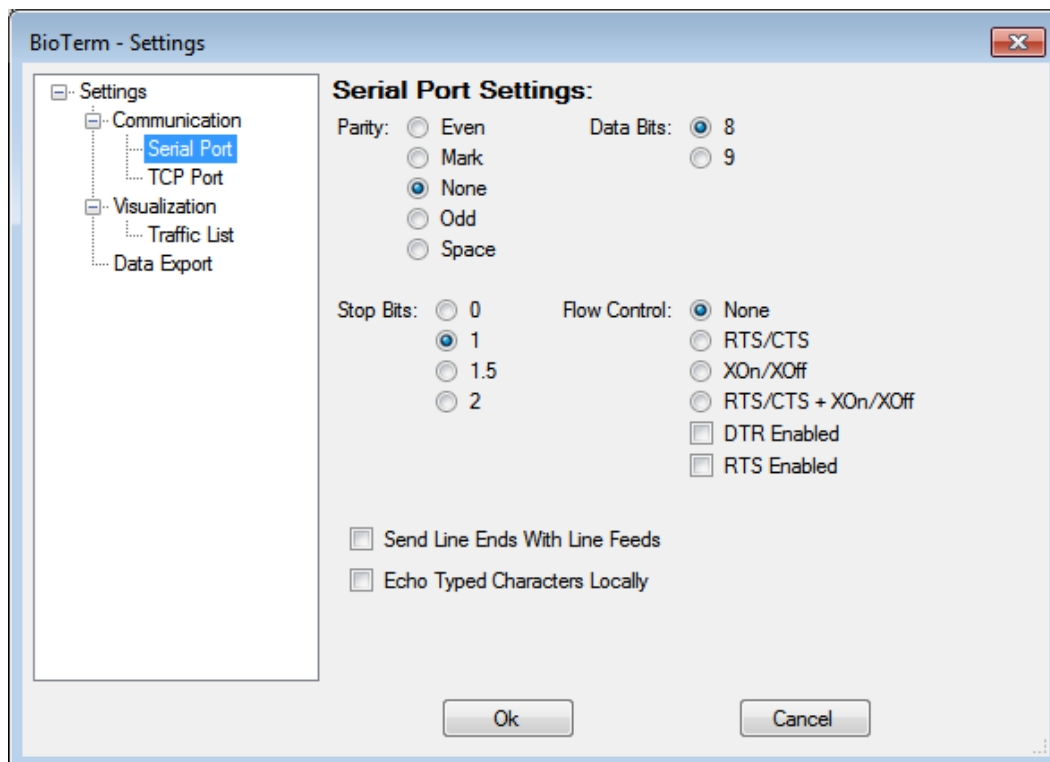 BioTerm - Settings
Settings
Communication
Serial Port
TCP Port
Visualization
Traffic List
Data Export
Serial Port Settings:
Parity:
Even
Mark
None
Odd
Space
Data Bits:
8
9
Stop Bits:
0
1
1.5
2
Flow Control:
None
RTS/CTS
XOn/XOff
RTS/CTS + XOn/XOff
DTR Enabled
RTS Enabled
Send Line Ends With Line Feeds
Echo Typed Characters Locally
Ok
Cancel